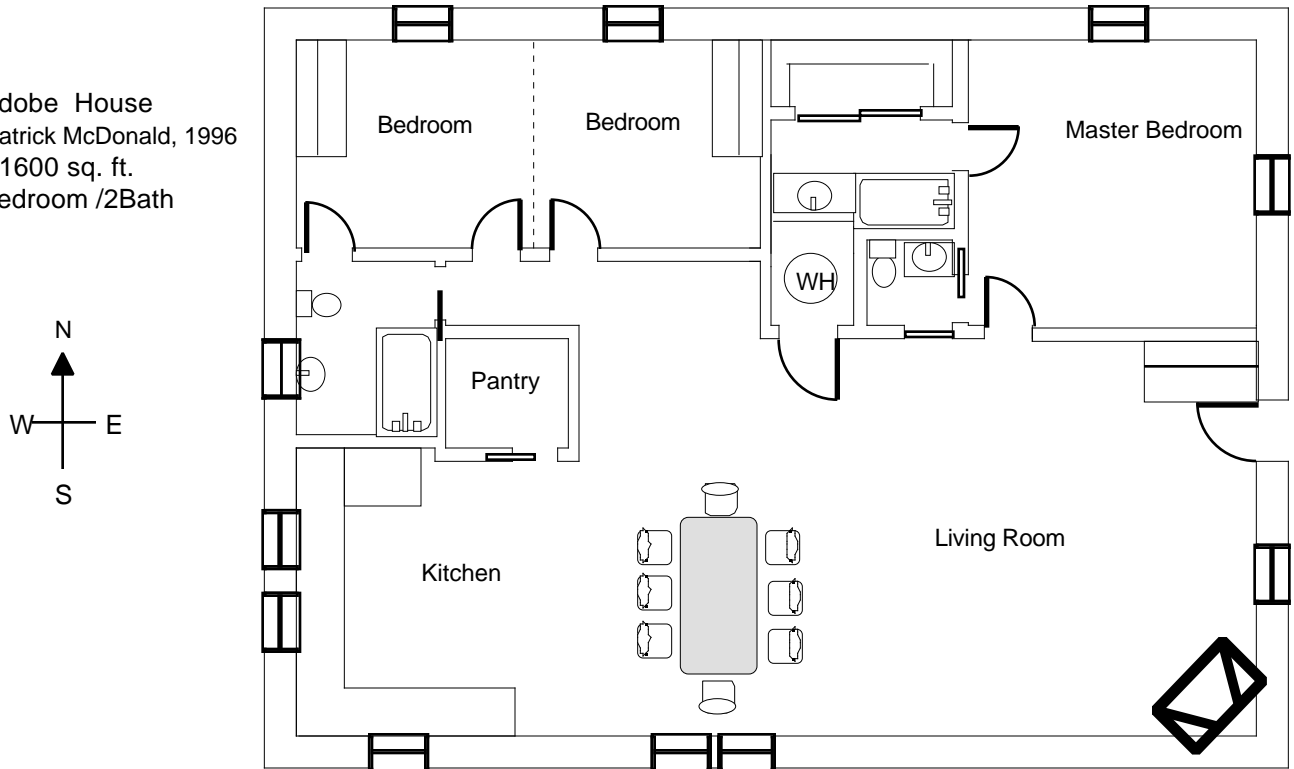 dobe House
atrick McDonald, 1996
1600 sq. ft.
edroom /2Bath
Bedroom
Bedroom
Master Bedroom
WH
N
W E
S
Pantry
Kitchen
Living Room